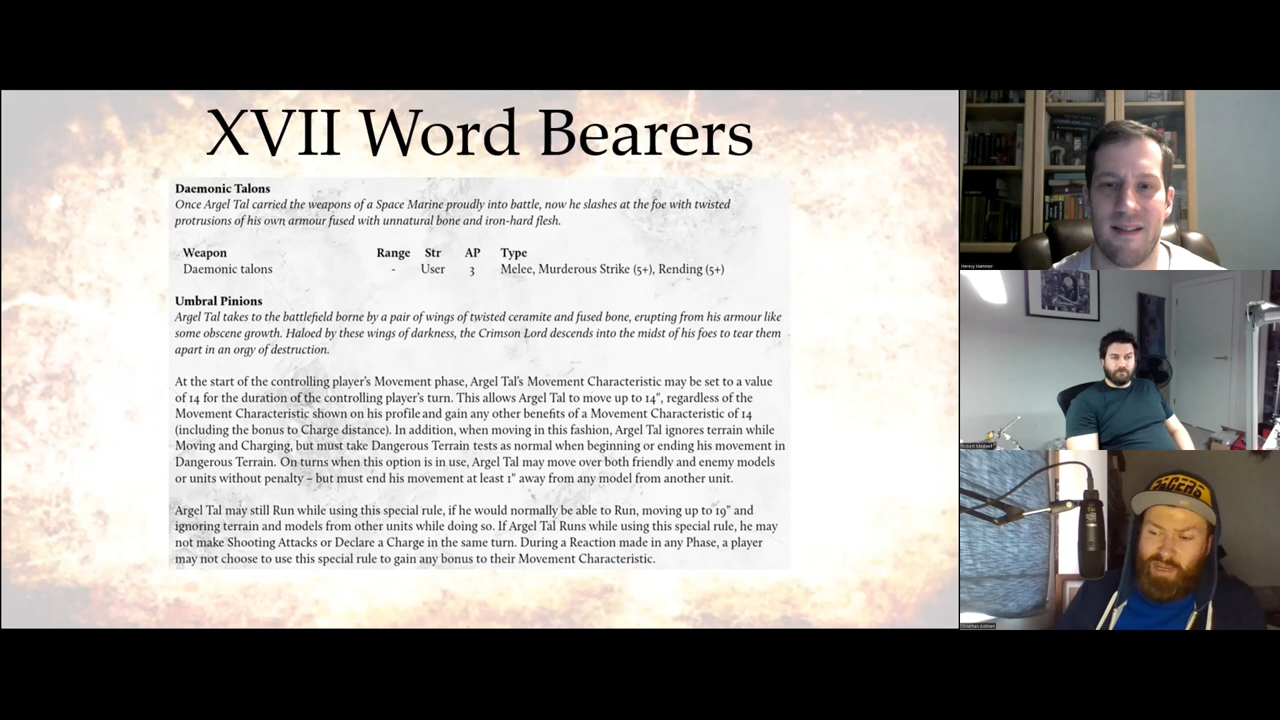 XVII Word Bearers
Daemonic Talons
Once Argel Tal carried the weapons of a Space Marine proudly into battle, now he slashes at the foe with twisted
protrusions of his own armour fused with unnatural bone and iron-hard flesh.
Weapon Range Str AP Type
Daemonic talons - User 3 Melee, Murderous Strike (5+), Rending (5+)
Umbral Pinions
Argel Tal takes to the battlefield borne by a pair of wings of twisted ceramite and fused bone, erupting from his armour like
some obscene growth. Haloed by these wings of darkness, the Crimson Lord descends into the midst of his foes to tear them
apart in an orgy of destruction.
At the start of the controlling player's Movement phase, Argel Tal's Movement Characteristic may be set to a value
of 14 for the duration of the controlling player's turn. This allows Argel Tal to move up to 14", regardless of the
Movement Characteristic shown on his profile and gain any other benefits of a Movement Characteristic of 14
(including the bonus to Charge distance). In addition, when moving in this fashion, Argel Tal ignores terrain while
Moving and Charging, but must take Dangerous Terrain tests as normal when beginning or ending his movement in
Dangerous Terrain. On turns when this option is in use, Argel Tal may move over both friendly and enemy models
or units without penalty – but must end his movement at least 1" away from any model from another unit.
Argel Tal may still Run while using this special rule, if he would normally be able to Run, moving up to 19" and
ignoring terrain and models from other units while doing so. If Argel Tal Runs while using this special rule, he may
not make Shooting Attacks or Declare a Charge in the same turn. During a Reaction made in any Phase, a player
may not choose to use this special rule to gain any bonus to their Movement Characteristic.